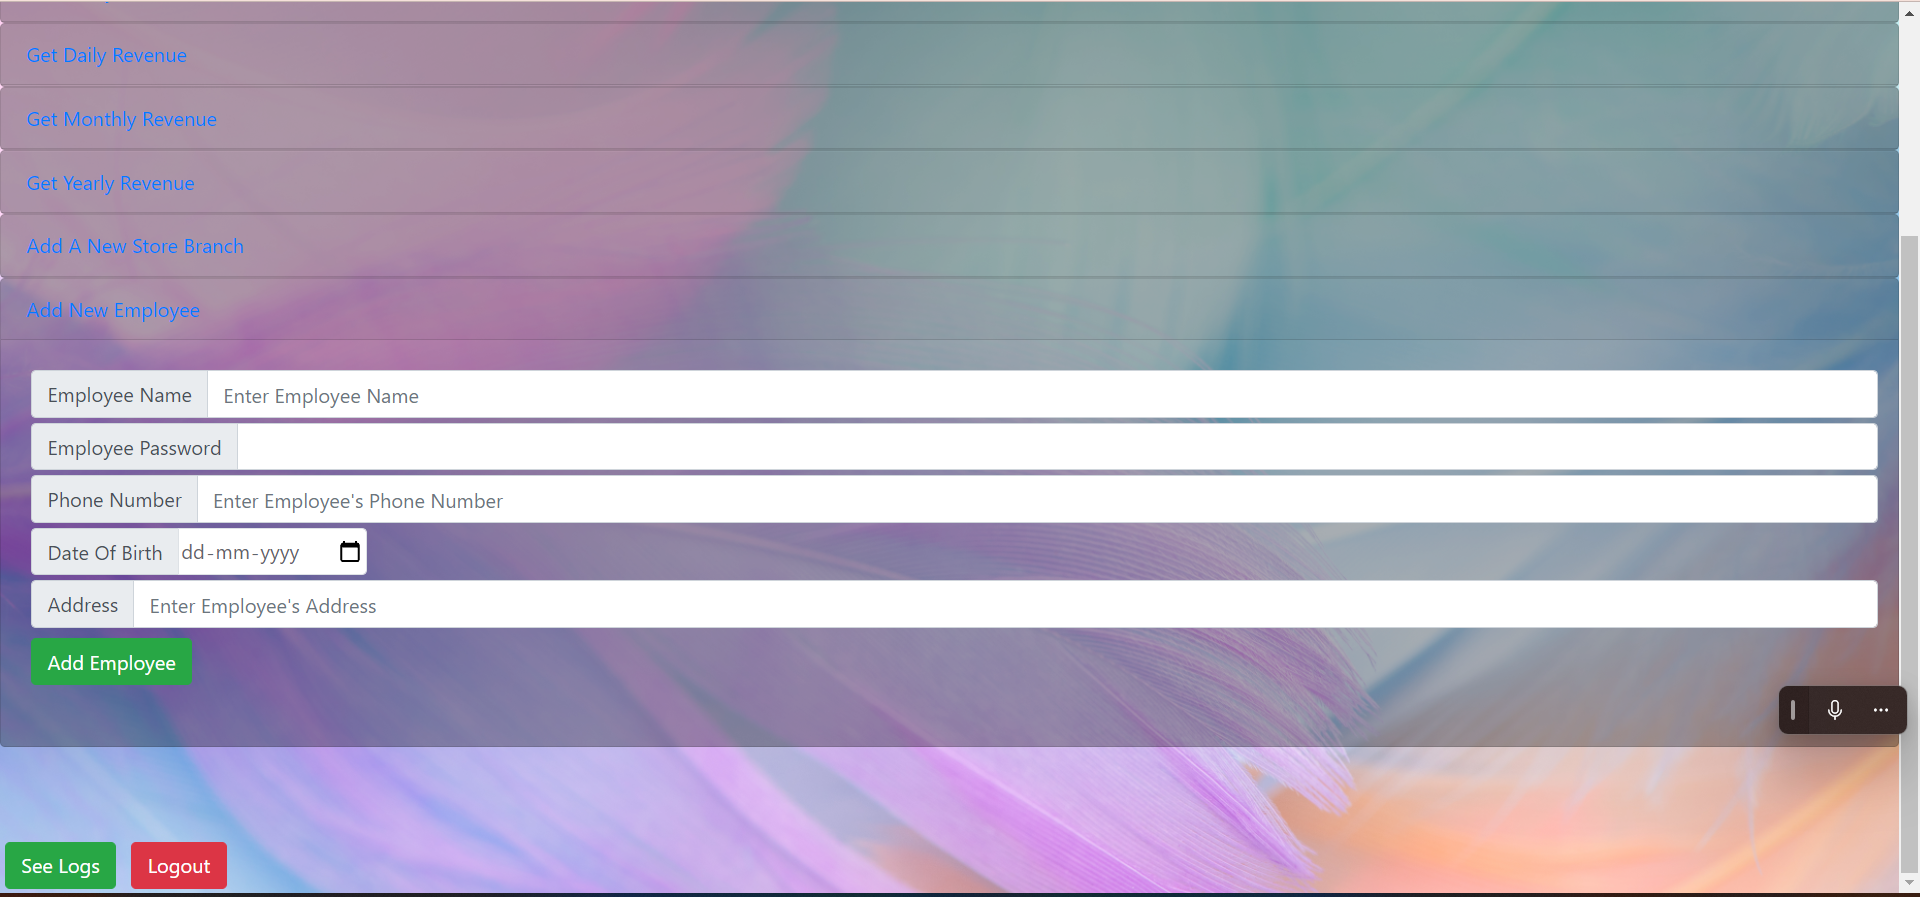 Get Daily Revenue
Get Monthly Revenue
Get Yearly Revenue
Add A New Store Branch
Add New Employee
Employee Name Enter Employee Name
Employee Password
Phone Number Enter Employee's Phone Number
Date Of Birth dd-mm-yyyy
Address Enter Employee's Address
Add Employee
See Logs Logout